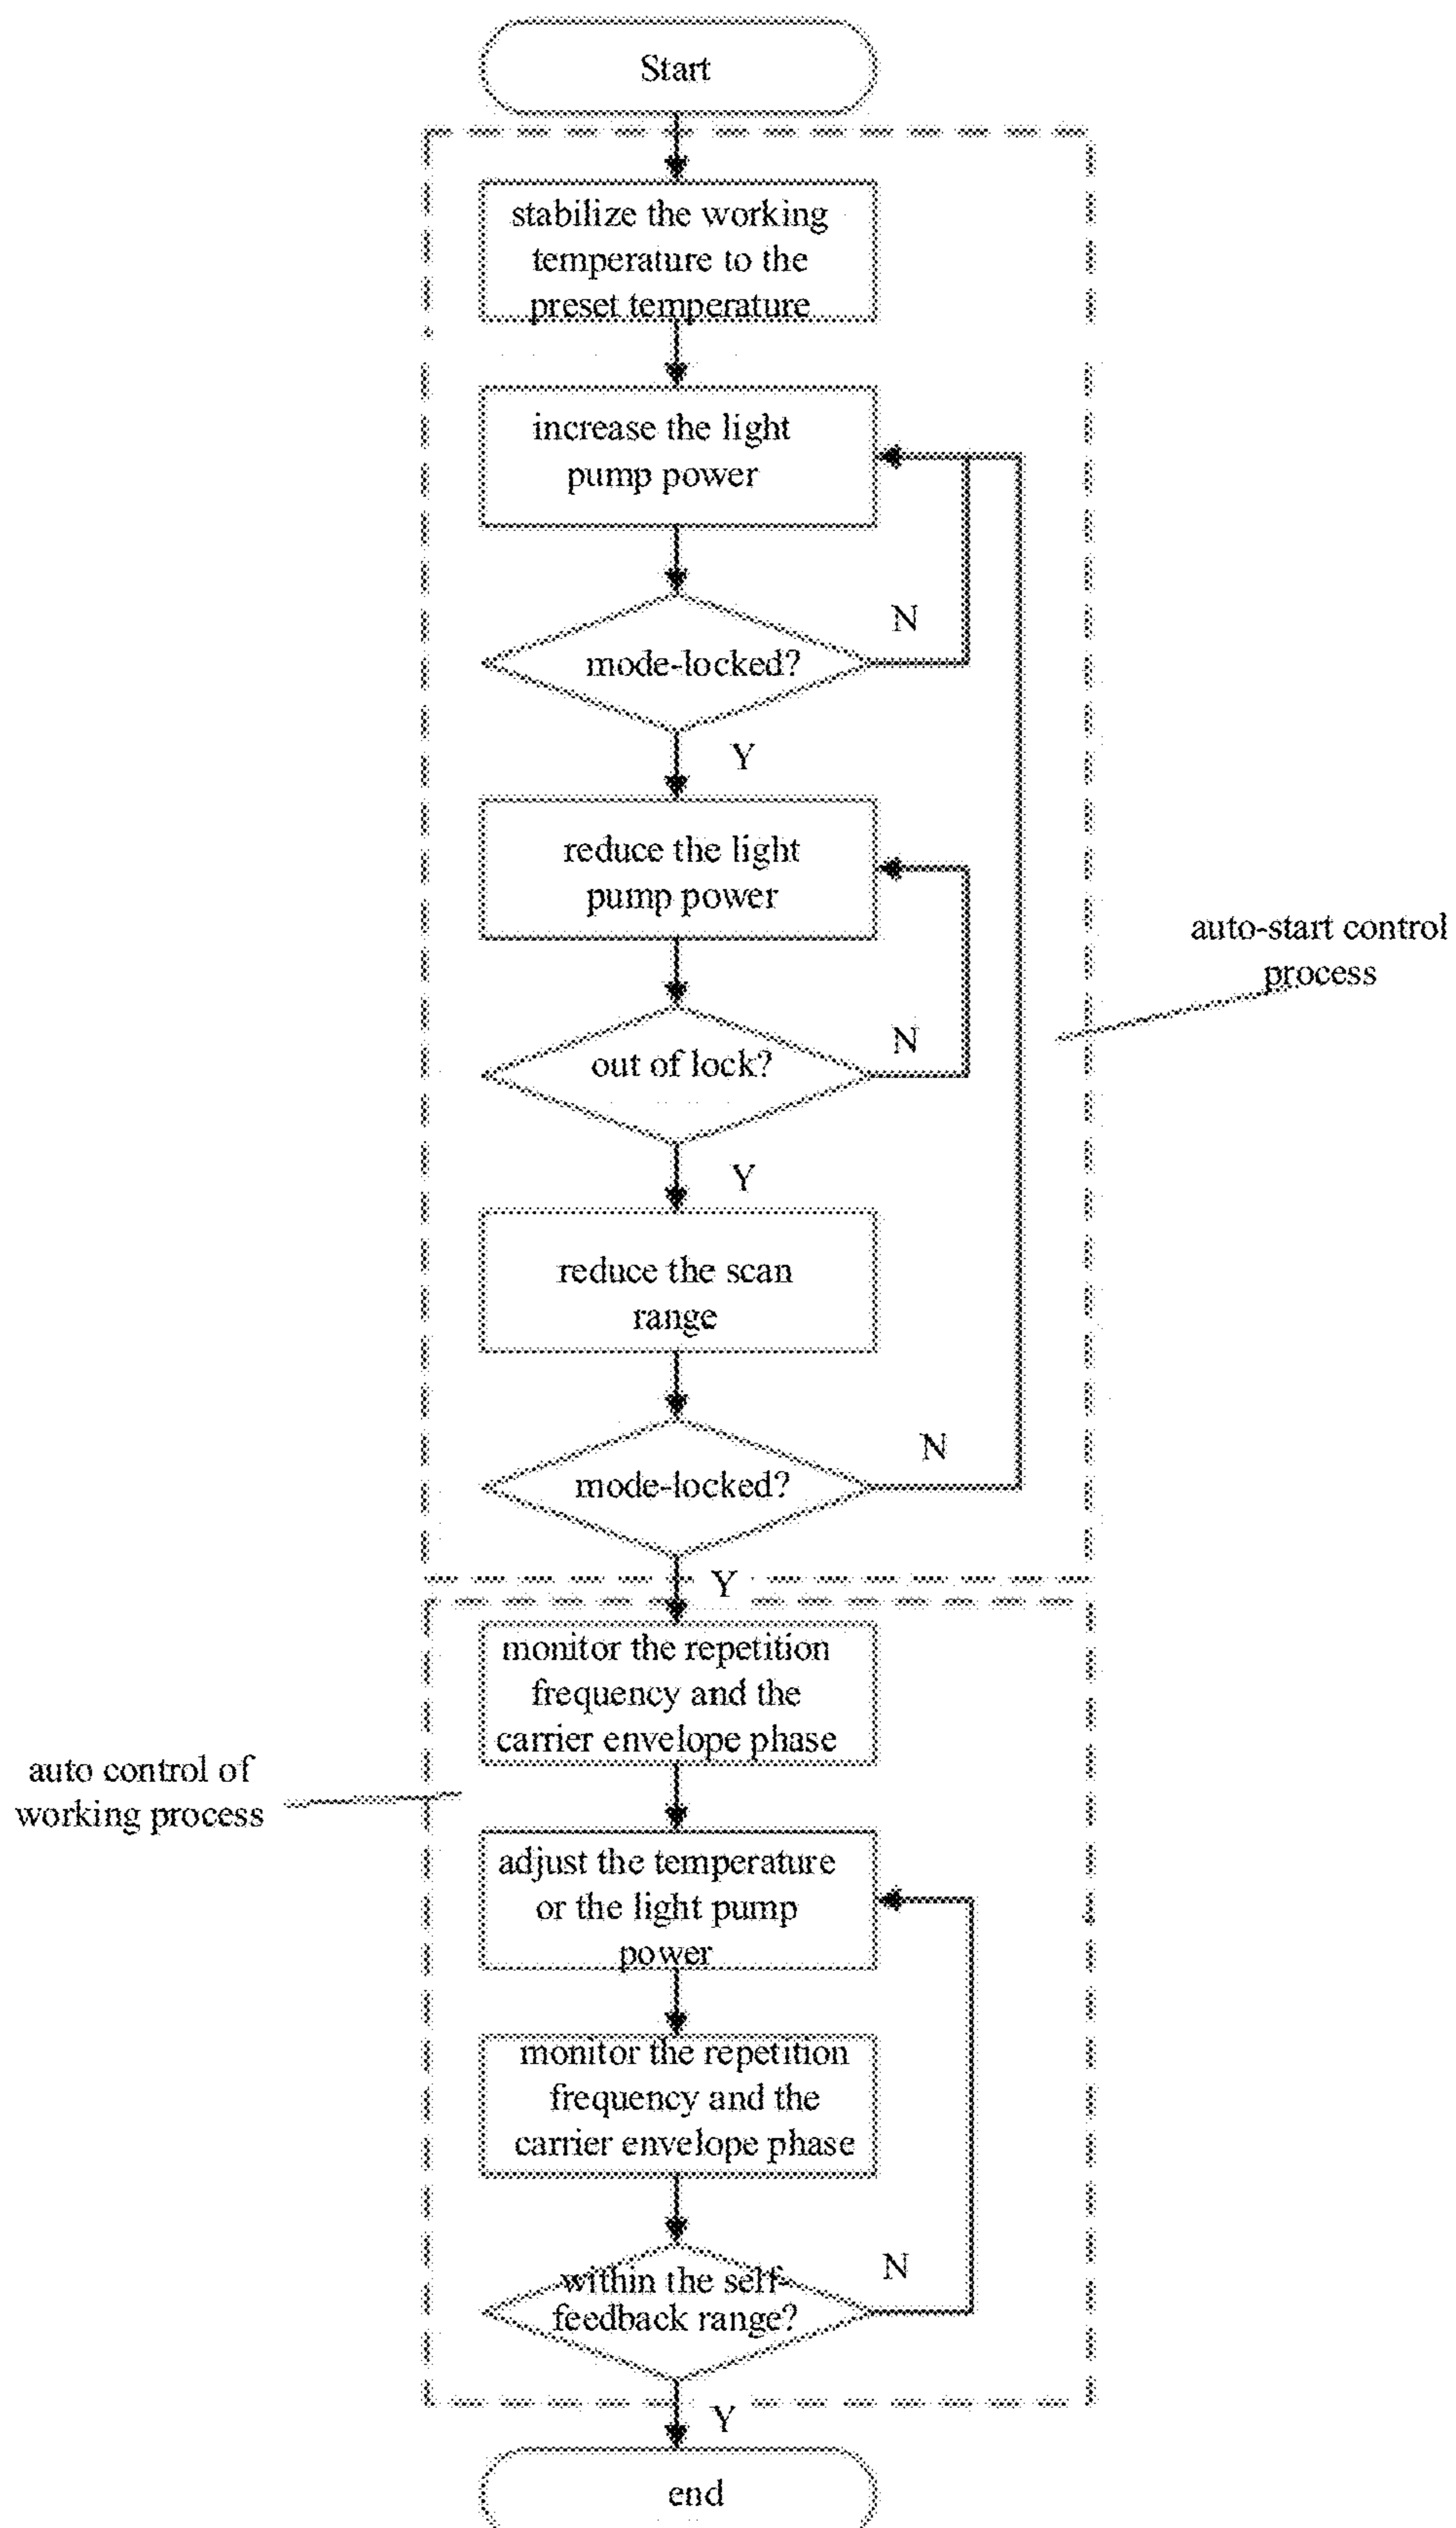 Start
stabilize the working
temperature to the
preset temperature
increase the light
pump power
N
mode-locked?
Y
reduce the light
pump power
auto-start control
process
N
out of lock?
Y
reduce the scan
range
N
mode-locked?
Y
monitor the repetition
frequency and the
carrier envelope phase
auto control of
working process
adjust the temperature
or the light pump
power
monitor the repetition
frequency and the
carrier envelope phase
N
within the self-
feedback range?
Y
end